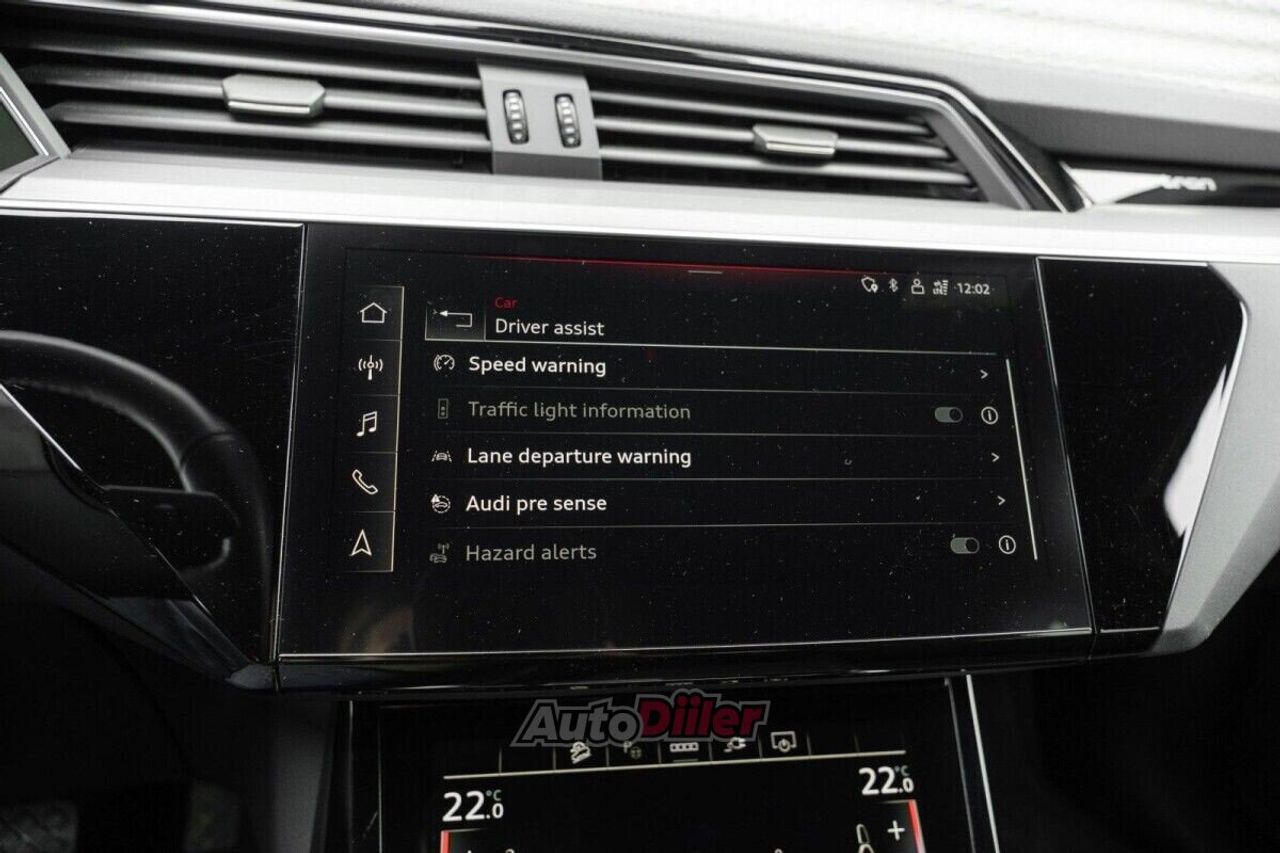 tron
12:02
Car
Driver assist
Speed warning
Traffic light information
Lane departure warning
Audi pre sense
Hazard alerts
AutoDiiler
22.0°C
22.0°C
+